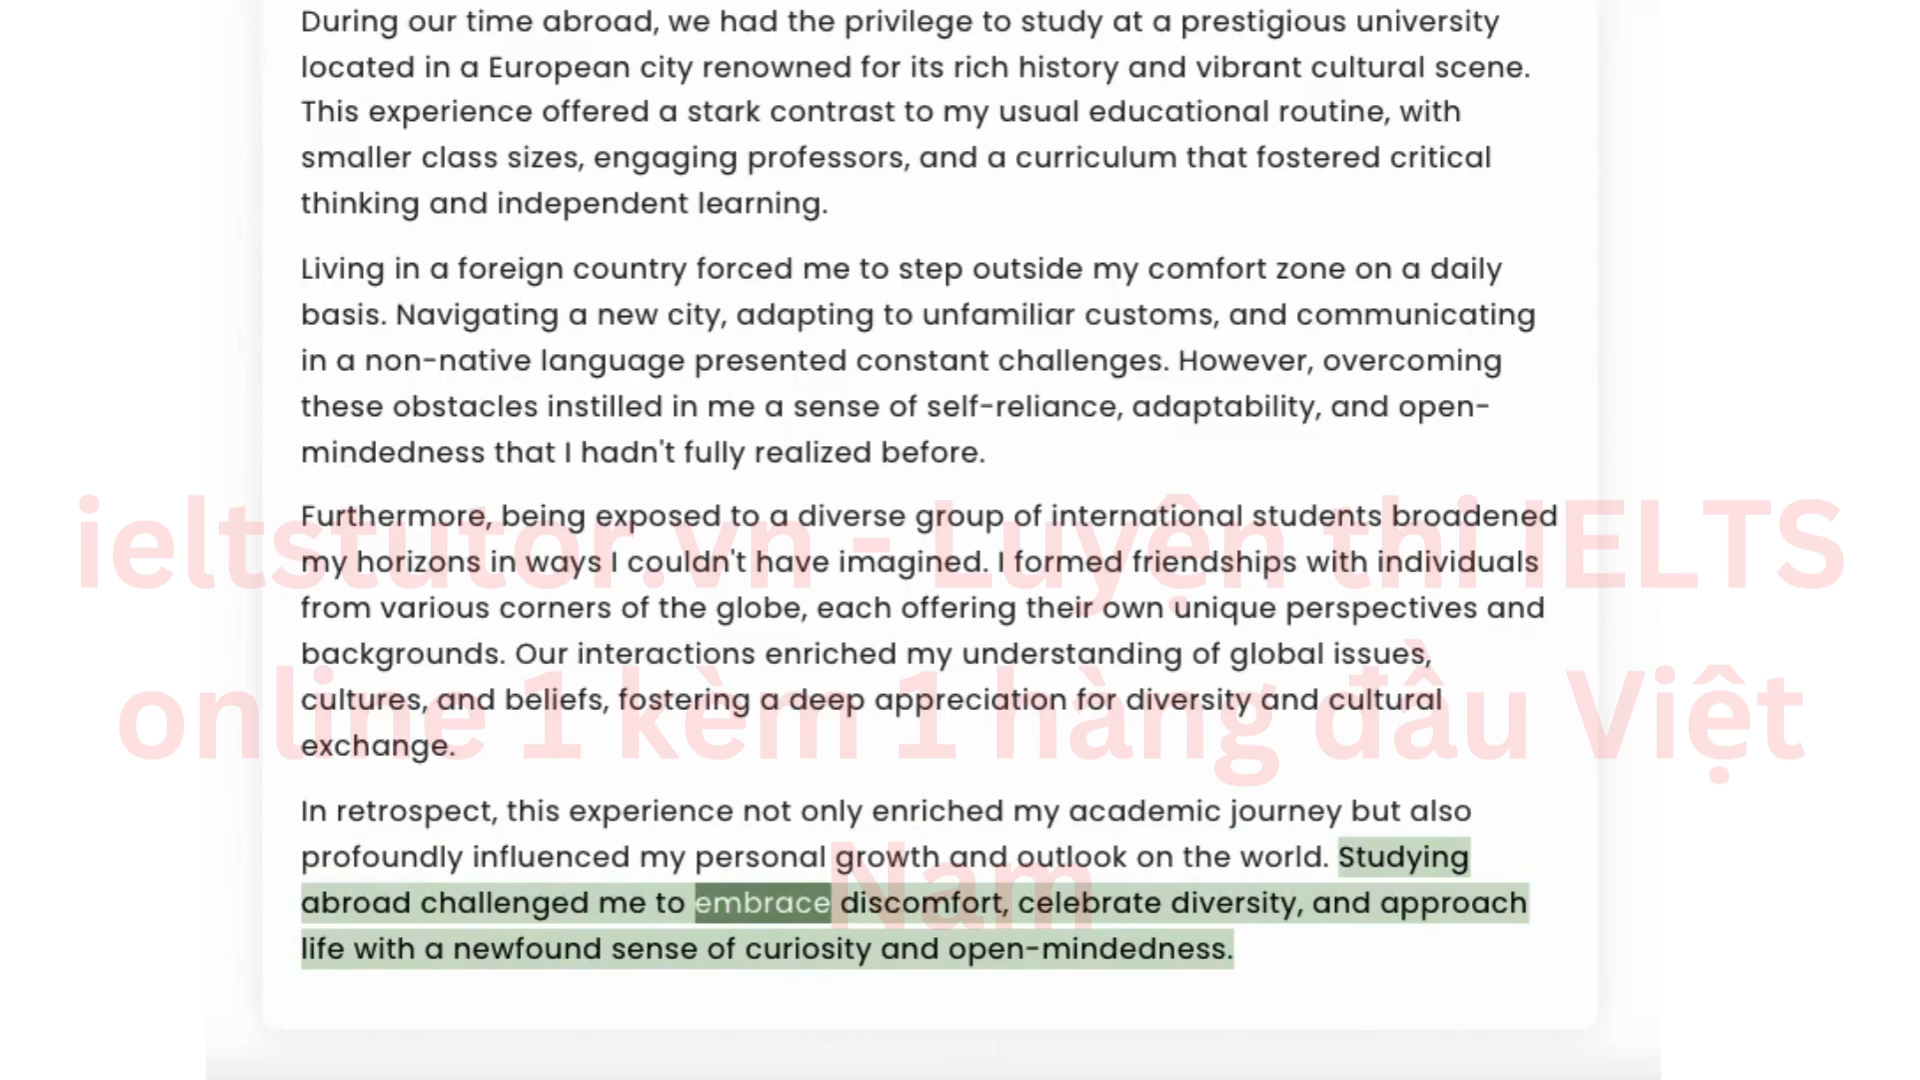 During our time abroad, we had the privilege to study at a prestigious university
located in a European city renowned for its rich history and vibrant cultural scene.
This experience offered a stark contrast to my usual educational routine, with
smaller class sizes, engaging professors, and a curriculum that fostered critical
thinking and independent learning.
Living in a foreign country forced me to step outside my comfort zone on a daily
basis. Navigating a new city, adapting to unfamiliar customs, and communicating
in a non-native language presented constant challenges. However, overcoming
these obstacles instilled in me a sense of self-reliance, adaptability, and open-
mindedness that I hadn't fully realized before.
Furthermore, being exposed to a diverse group of international students broadened
my horizons in ways I couldn't have imagined. I formed friendships with individuals
from various corners of the globe, each offering their own unique perspectives and
backgrounds. Our interactions enriched my understanding of global issues,
cultures, and beliefs, fostering a deep appreciation for diversity and cultural
exchange.
In retrospect, this experience not only enriched my academic journey but also
profoundly influenced my personal growth and outlook on the world. Studying
abroad challenged me to embrace discomfort, celebrate diversity, and approach
life with a newfound sense of curiosity and open-mindedness.
ieltstutor.vn - Luyện thi IELTS
online 1 kèm 1 hàng đầu Việt
Nam